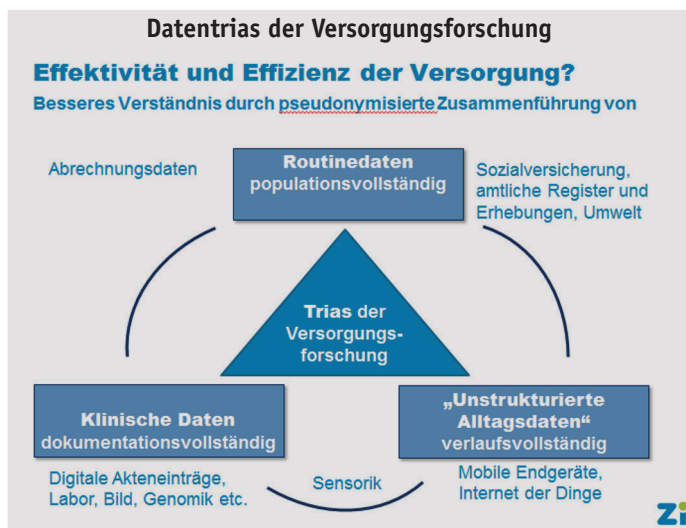 Datentrias der Versorgungsforschung
Effektivität und Effizienz der Versorgung?
Besseres Verständnis durch pseudonymisierte Zusammenführung von
Abrechnungsdaten
Routinedaten
populationsvollständig
Sozialversicherung,
amtliche Register und
Erhebungen, Umwelt
Trias der
Versorgungs-
forschung
Klinische Daten
dokumentationsvollständig
„Unstrukturierte
Alltagsdaten“
verlaufsvollständig
Digitale Akteneinträge,
Labor, Bild, Genomik etc.
Sensorik
Mobile Endgeräte,
Internet der Dinge
Zi